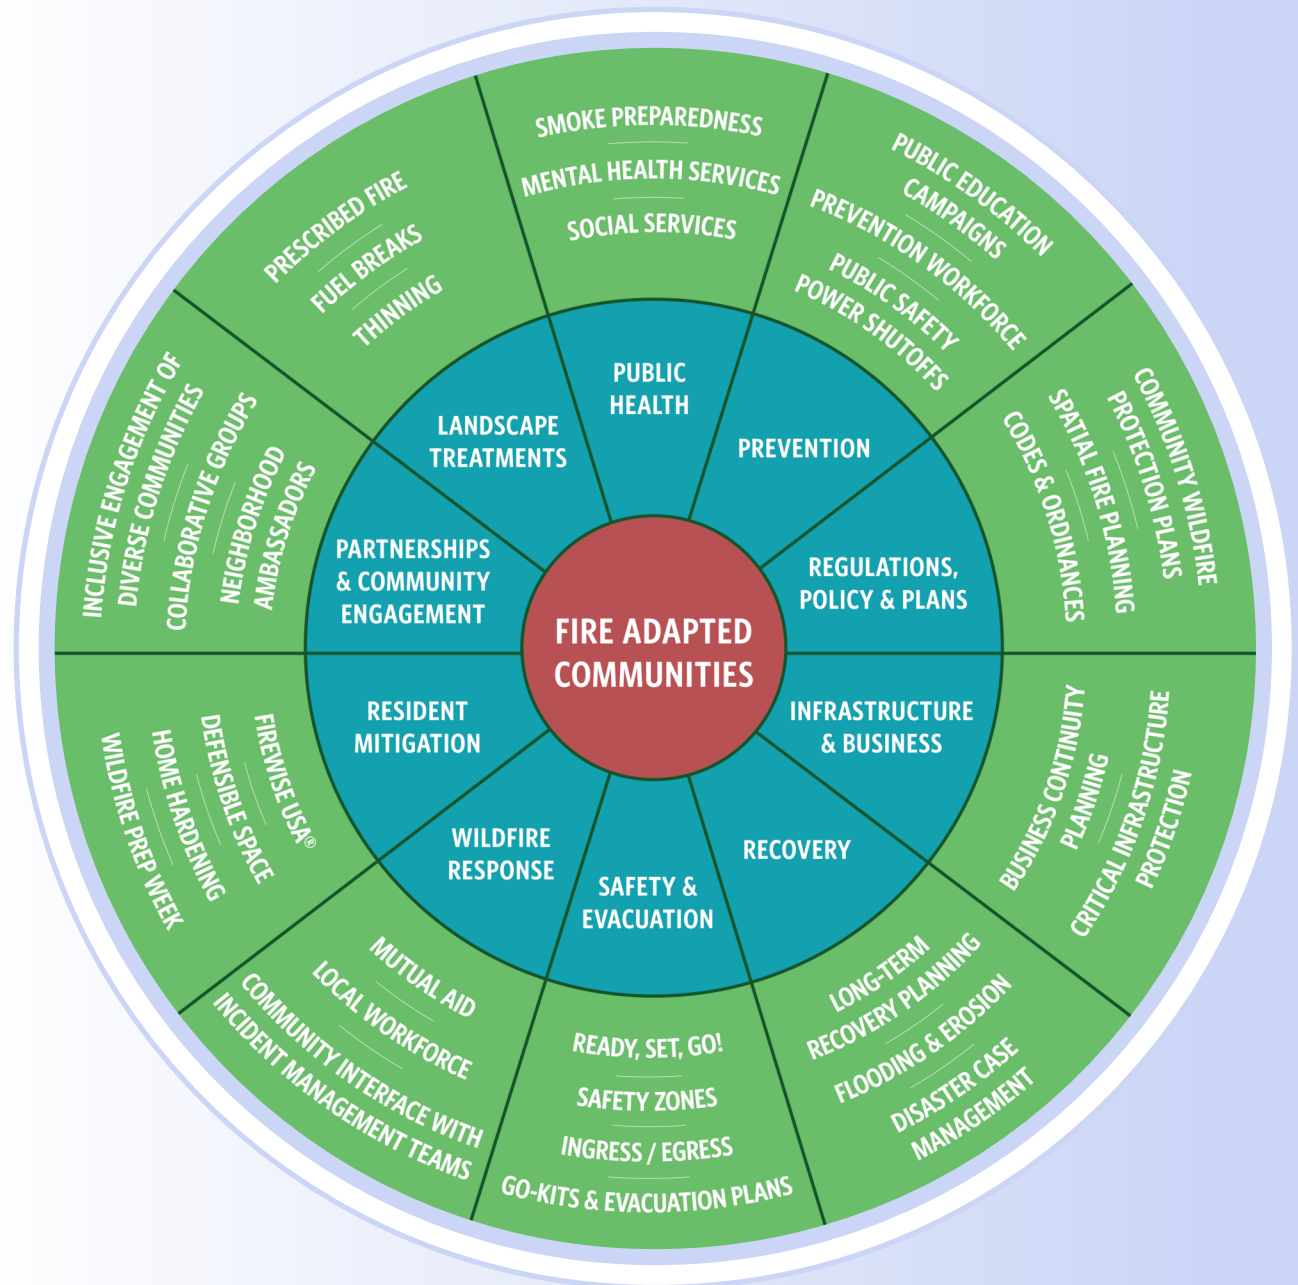 FIRE ADAPTED
COMMUNITIES
PUBLIC
HEALTH
SMOKE PREPAREDNESS
MENTAL HEALTH SERVICES
SOCIAL SERVICES
PREVENTION
PUBLIC EDUCATION
CAMPAIGNS
PREVENTION WORKFORCE
PUBLIC SAFETY
POWER SHUTOFFS
REGULATIONS,
POLICY & PLANS
COMMUNITY WILDFIRE
PROTECTION PLANS
SPATIAL FIRE PLANNING
CODES & ORDINANCES
INFRASTRUCTURE
& BUSINESS
BUSINESS CONTINUITY
PLANNING
CRITICAL INFRASTRUCTURE
PROTECTION
RECOVERY
LONG-TERM
RECOVERY PLANNING
FLOODING & EROSION
DISASTER CASE
MANAGEMENT
SAFETY &
EVACUATION
READY, SET, GO!
SAFETY ZONES
INGRESS / EGRESS
GO-KITS & EVACUATION PLANS
WILDFIRE
RESPONSE
MUTUAL AID
LOCAL WORKFORCE
COMMUNITY INTERFACE WITH
INCIDENT MANAGEMENT TEAMS
RESIDENT
MITIGATION
FIREWISE USA®
DEFENSIBLE SPACE
HOME HARDENING
WILDFIRE PREP WEEK
PARTNERSHIPS
& COMMUNITY
ENGAGEMENT
INCLUSIVE ENGAGEMENT OF
DIVERSE COMMUNITIES
COLLABORATIVE GROUPS
NEIGHBORHOOD
AMBASSADORS
LANDSCAPE
TREATMENTS
PRESCRIBED FIRE
FUEL BREAKS
THINNING